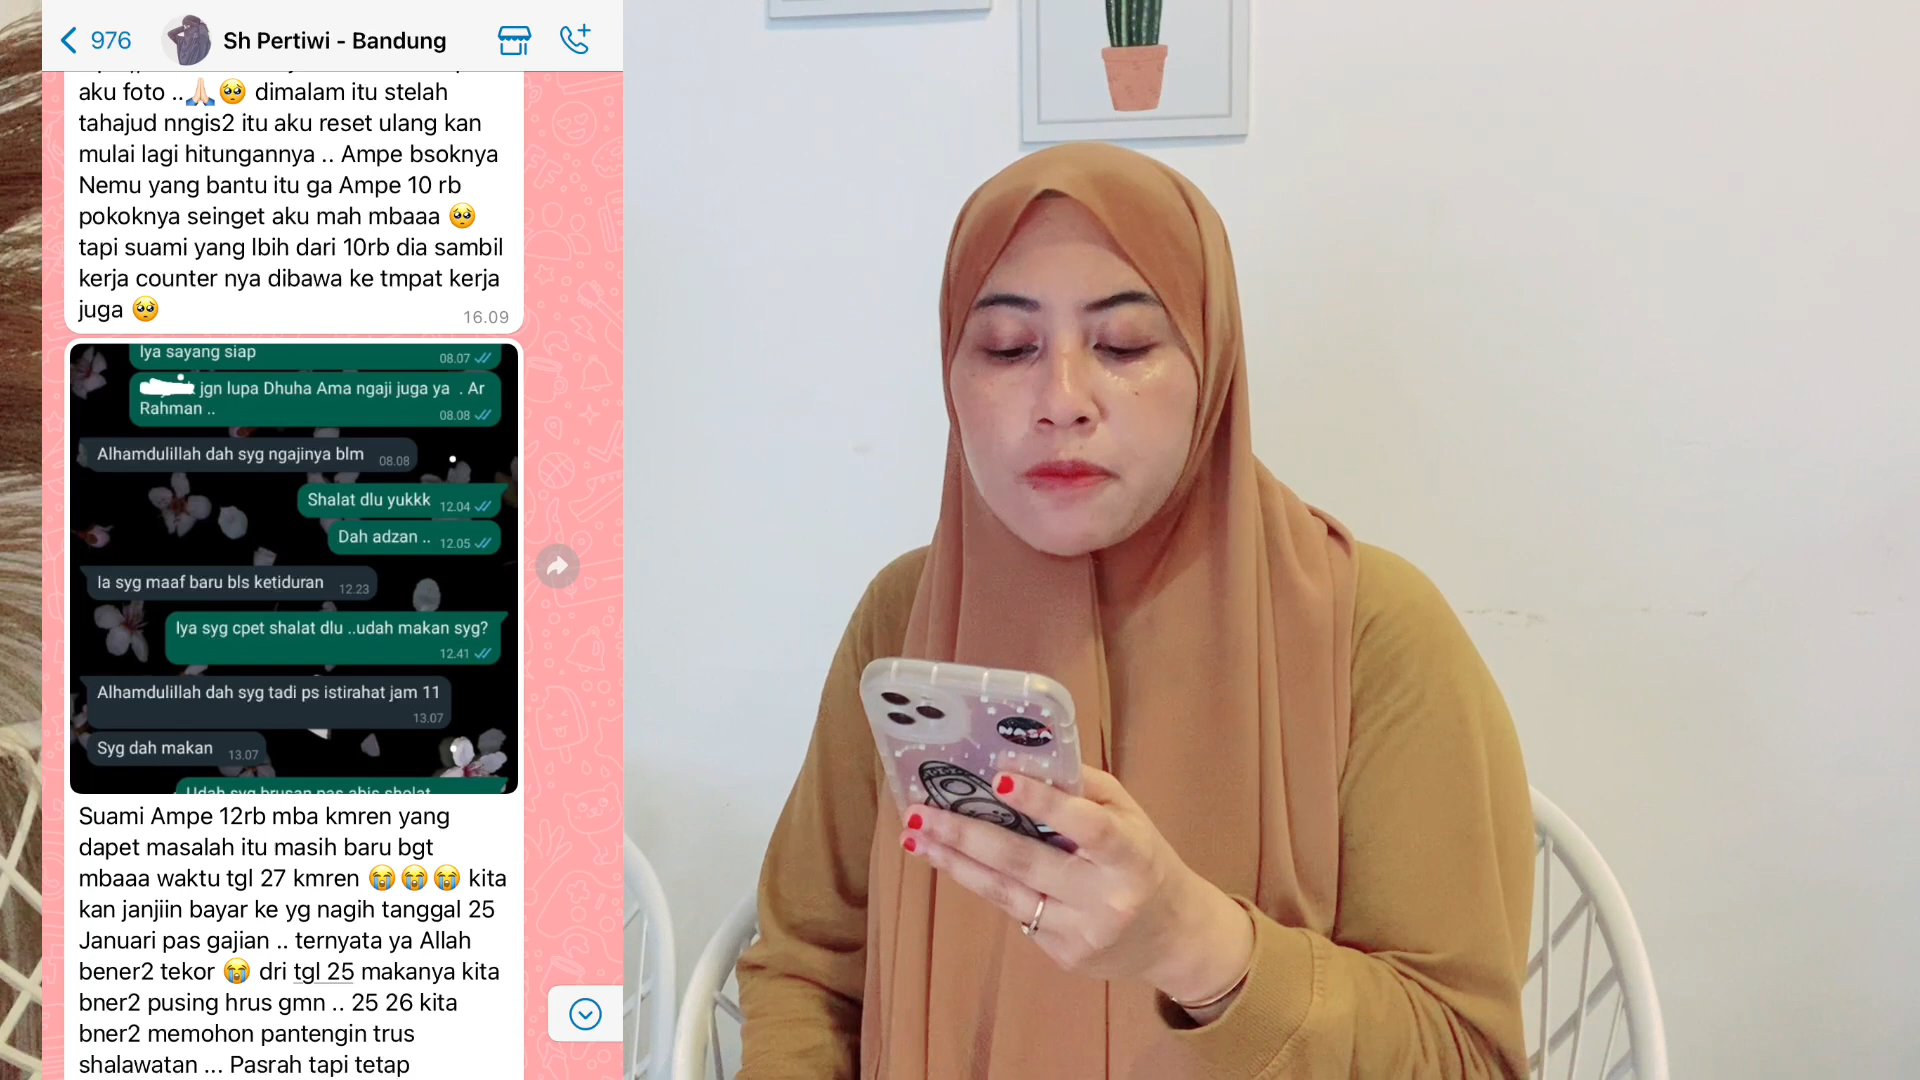 976
Sh Pertiwi - Bandung
aku foto ..🙏🏻🥺 dimalam itu stelah
tahajud nngis2 itu aku reset ulang kan
mulai lagi hitungannya .. Ampe bsoknya
Nemu yang bantu itu ga Ampe 10 rb
pokoknya seinget aku mah mbaaa 🥺
tapi suami yang lbih dari 10rb dia sambil
kerja counter nya dibawa ke tmpat kerja
juga 🥺
16.09
Iya sayang siap
08.07
jgn lupa Dhuha Ama ngaji juga ya . Ar
Rahman ..
08.08
Alhamdulillah dah syg ngajinya blm
08.08
Shalat dlu yukkk
12.04
Dah adzan ..
12.05
Ia syg maaf baru bls ketiduran
12.23
Iya syg cpet shalat dlu ..udah makan syg?
12.41
Alhamdulillah dah syg tadi ps istirahat jam 11
13.07
Syg dah makan
13.07
Udah syg brusan pas abis sholat
Suami Ampe 12rb mba kmren yang
dapet masalah itu masih baru bgt
mbaaa waktu tgl 27 kmren 😭😭😭 kita
kan janjiin bayar ke yg nagih tanggal 25
Januari pas gajian .. ternyata ya Allah
bener2 tekor 😭 dri tgl 25 makanya kita
bner2 pusing hrus gmn .. 25 26 kita
bner2 memohon pantengin trus
shalawatan ... Pasrah tapi tetap